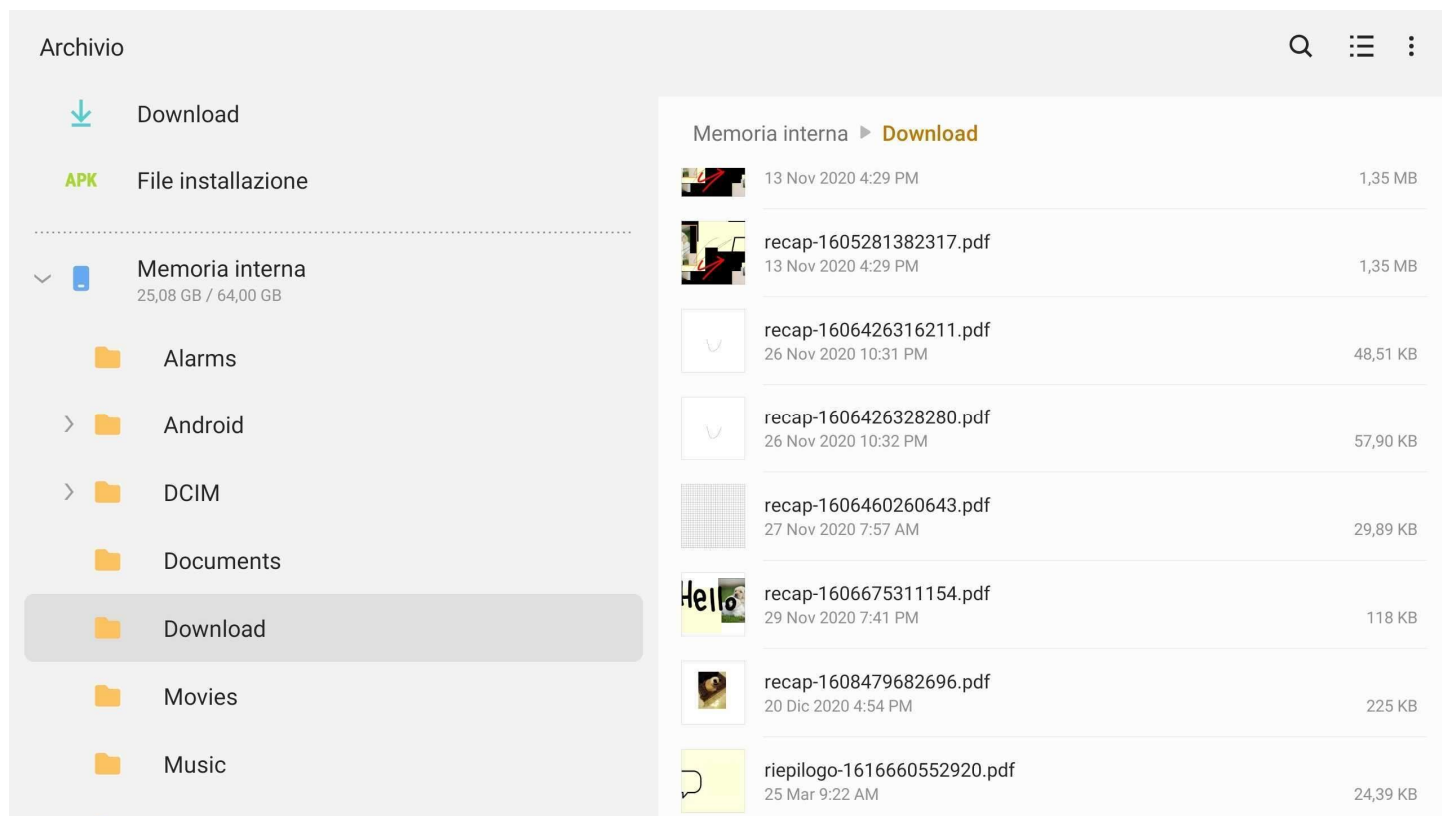 Archivio
Download
APK File installazione
Memoria interna
25,08 GB / 64,00 GB
Alarms
Android
DCIM
Documents
Download
Movies
Music
Memoria interna Download
13 Nov 2020 4:29 PM 1,35 MB
recap-1605281382317.pdf
13 Nov 2020 4:29 PM 1,35 MB
recap-1606426316211.pdf
26 Nov 2020 10:31 PM 48,51 KB
recap-1606426328280.pdf
26 Nov 2020 10:32 PM 57,90 KB
recap-1606460260643.pdf
27 Nov 2020 7:57 AM 29,89 KB
Hello
recap-1606675311154.pdf
29 Nov 2020 7:41 PM 118 KB
recap-1608479682696.pdf
20 Dic 2020 4:54 PM 225 KB
riepilogo-1616660552920.pdf
25 Mar 9:22 AM 24,39 KB